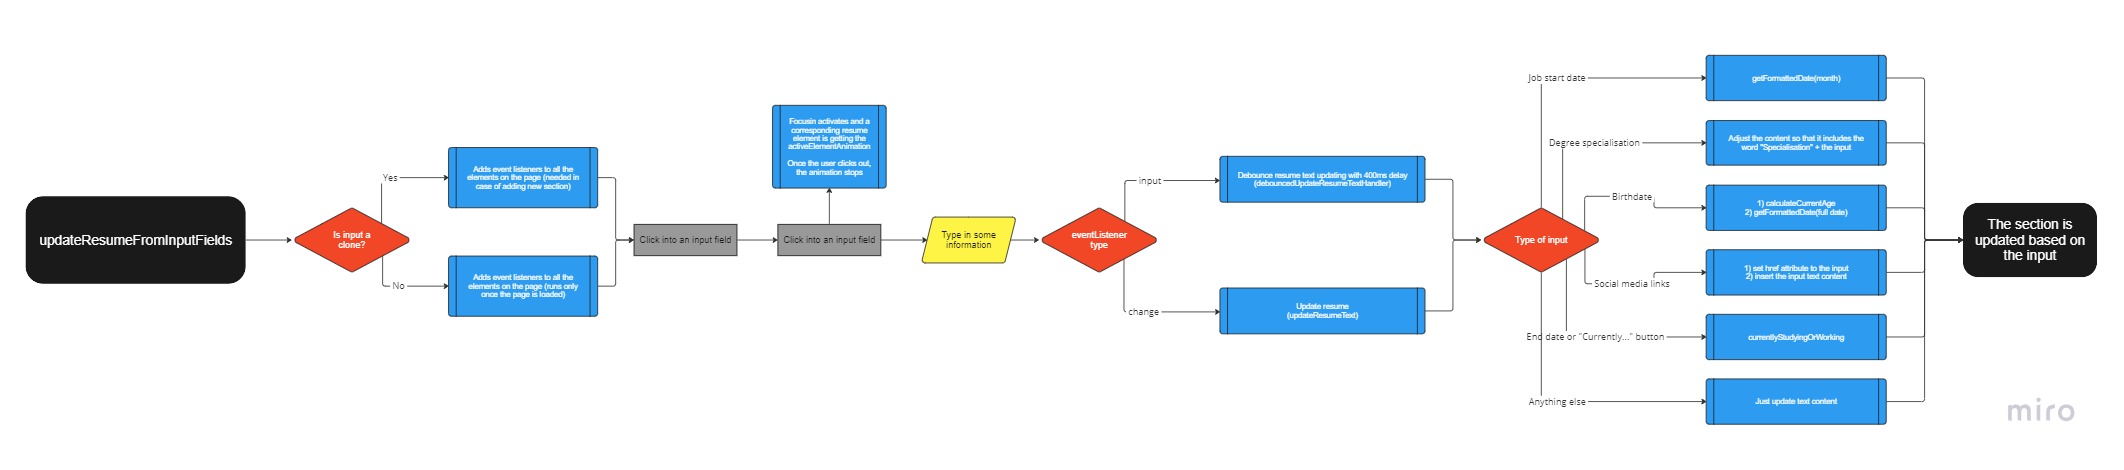 updateResumeFromInputFields
Is input a
clone?
Yes
Adds event listeners to all the
elements on the page (needed in
case of adding new section)
No
Adds event listeners to all the
elements on the page (runs only
once the page is loaded)
Click into an input field
Focusin activates and a
corresponding resume
element is getting the
activeElementAnimation
Once the user clicks out,
the animation stops
Click into an input field
Type in some
information
eventListener
type
input
Debounce resume text updating with 400ms delay
(debouncedUpdateResumeTextHandler)
change
Update resume
(updateResumeText)
Type of input
Job start date
getFormattedDate(month)
Degree specialisation
Adjust the content so that it includes the
word "Specialisation" + the input
Birthdate
1) calculateCurrentAge
2) getFormattedDate(full date)
Social media links
1) set href attribute to the input
2) insert the input text content
End date or "Currently..." button
currentlyStudyingOrWorking
Anything else
Just update text content
The section is
updated based on
the input
miro